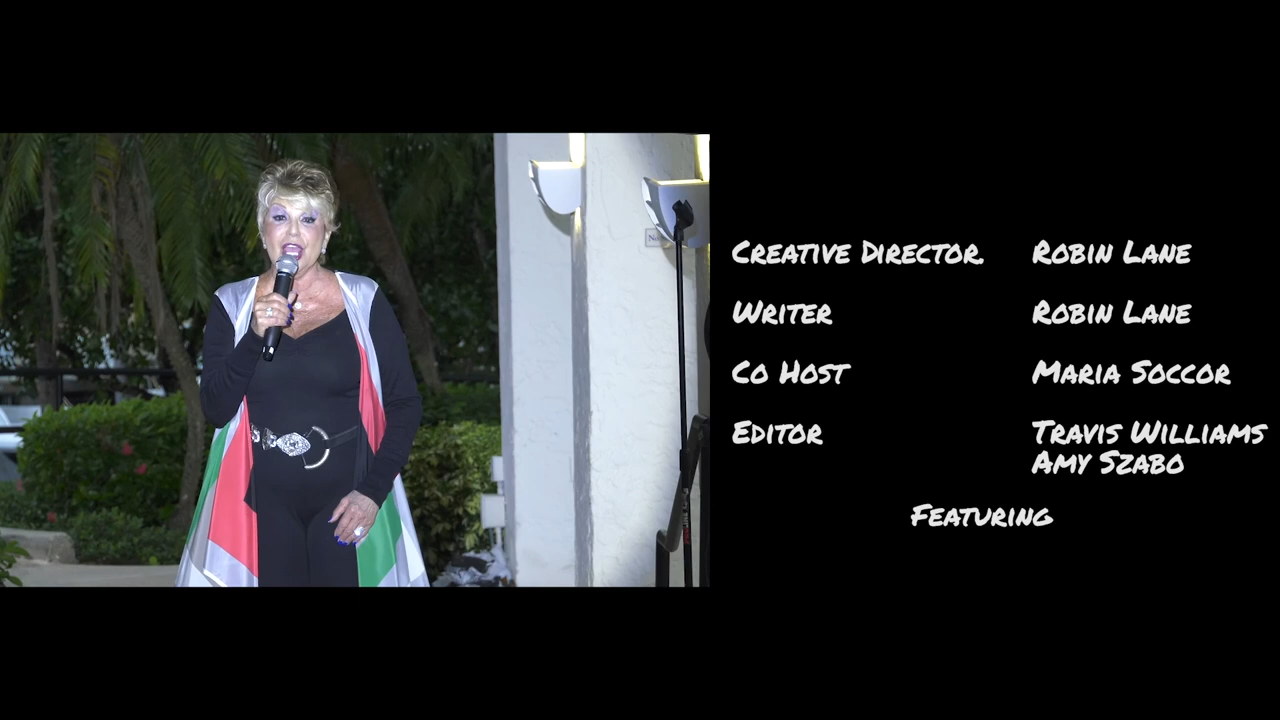 Creative Director Robin Lane
Writer Robin Lane
Co Host Maria Soccor
Editor Travis Williams
Amy Szabo
Featuring